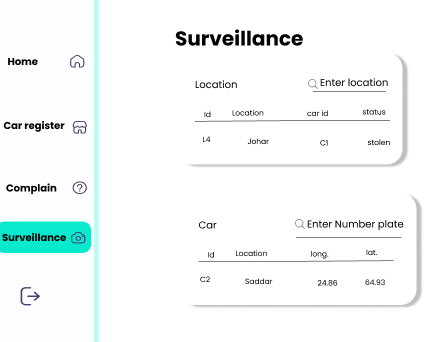 Home
Car register
Complain
Surveillance
Surveillance
Location
Enter location
Id Location car id status
L4 Johar C1 stolen
Car
Enter Number plate
Id Location long. lat.
C2 Saddar 24.86 64.93